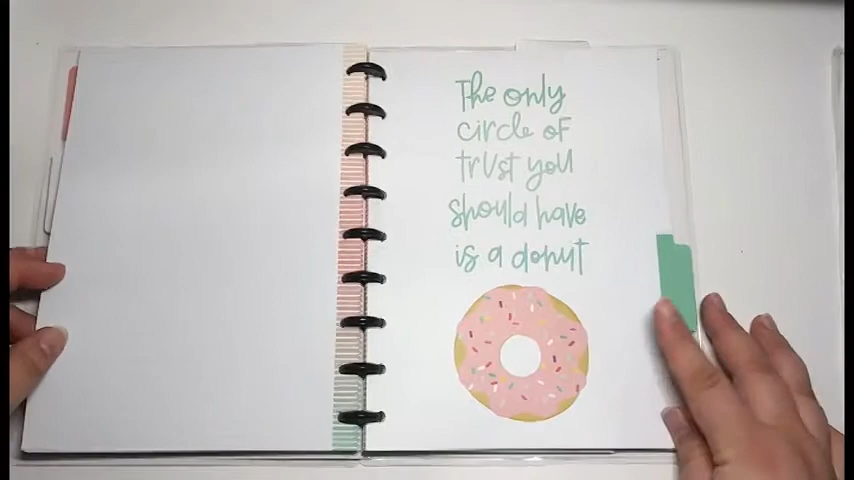 The only
circle of
trust you
should have
is a donut